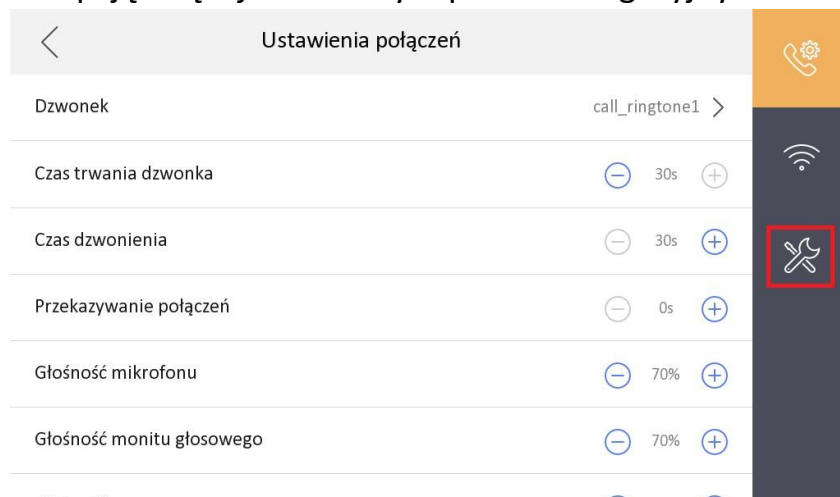 Ustawienia połączeń
Dzwonek call_ringtone1
Czas trwania dzwonka 30s
Czas dzwonienia 30s
Przekazywanie połączeń 0s
Głośność mikrofonu 70%
Głośność monitu głosowego 70%